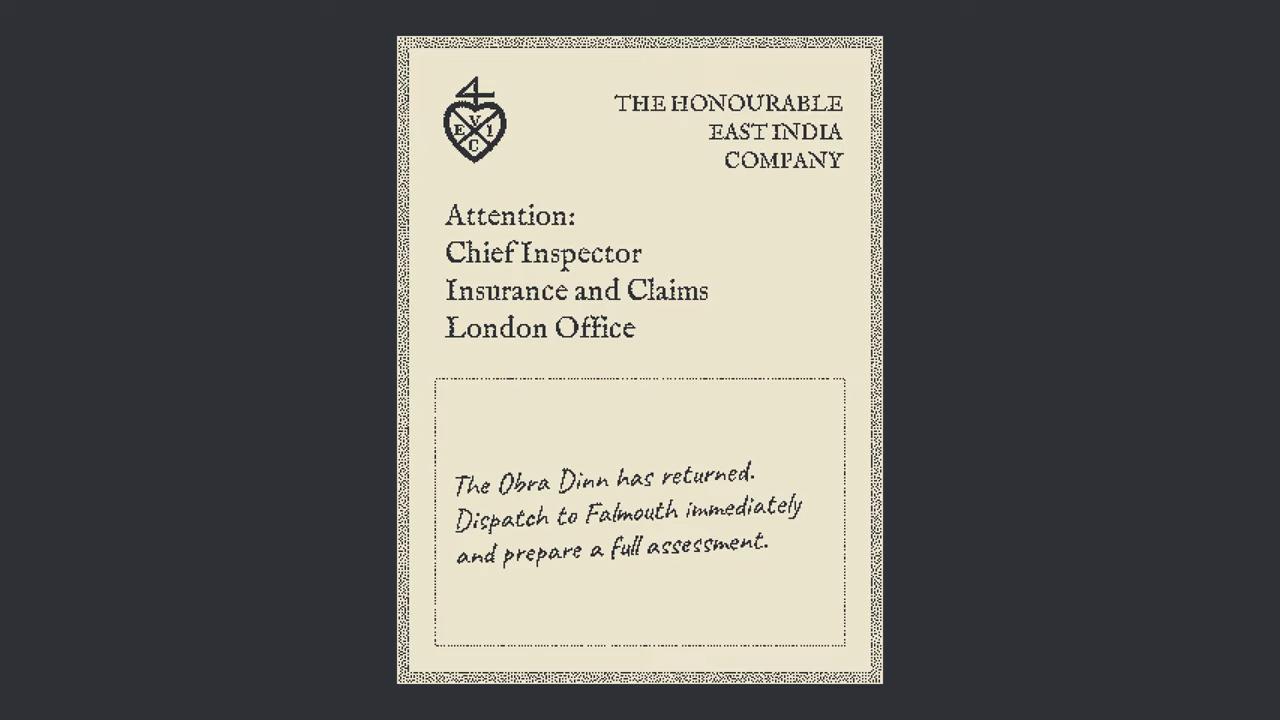 4
V
E I
C
THE HONOURABLE
EAST INDIA
COMPANY
Attention:
Chief Inspector
Insurance and Claims
London Office
The Obra Dinn has returned.
Dispatch to Falmouth immediately
and prepare a full assessment.